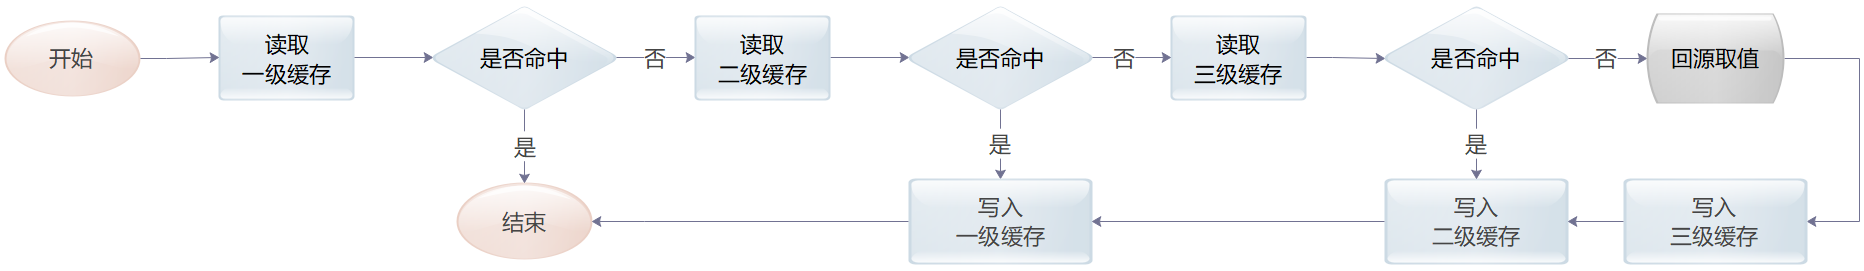 开始
读取
一级缓存
是否命中
否
读取
二级缓存
是否命中
否
读取
三级缓存
是否命中
否
回源取值
是
是
是
结束
写入
一级缓存
写入
二级缓存
写入
三级缓存